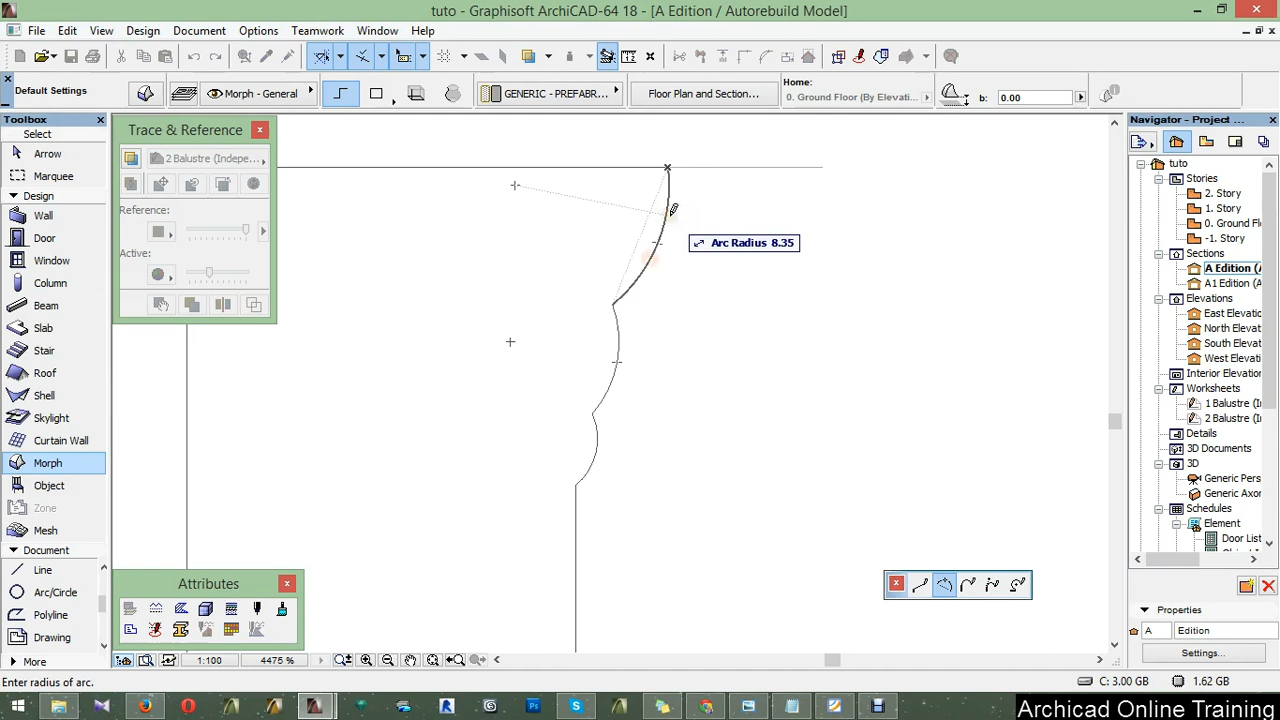 tuto - Graphisoft ArchiCAD-64 18 - [A Edition / Autorebuild Model]
File Edit View Design Document Options Teamwork Window Help
Default Settings
Morph - General
GENERIC - PREFABR...
Floor Plan and Section...
Home:
0. Ground Floor (By Elevati...
b: 0.00
Toolbox
Select
Arrow
Marquee
Design
Wall
Door
Window
Column
Beam
Slab
Stair
Roof
Shell
Skylight
Curtain Wall
Morph
Object
Zone
Mesh
Document
Line
Arc/Circle
Polyline
Drawing
More
Trace & Reference
2 Balustre (Indepe...
Reference:
Active:
Arc Radius 8.35
Attributes
Navigator - Project ...
tuto
Stories
2. Story
1. Story
0. Ground Fl
-1. Story
Sections
A Edition (
A1 Edition (A
Elevations
East Elevatio
North Elevat
South Elevat
West Elevatio
Interior Elevation
Worksheets
1 Balustre (I
2 Balustre (I
Details
3D Documents
3D
Generic Pers
Generic Axo
Schedules
Element
Door List
Properties
A Edition
Settings...
1:100
4475 %
Enter radius of arc.
C: 3.00 GB
1.62 GB
Archicad Online Training